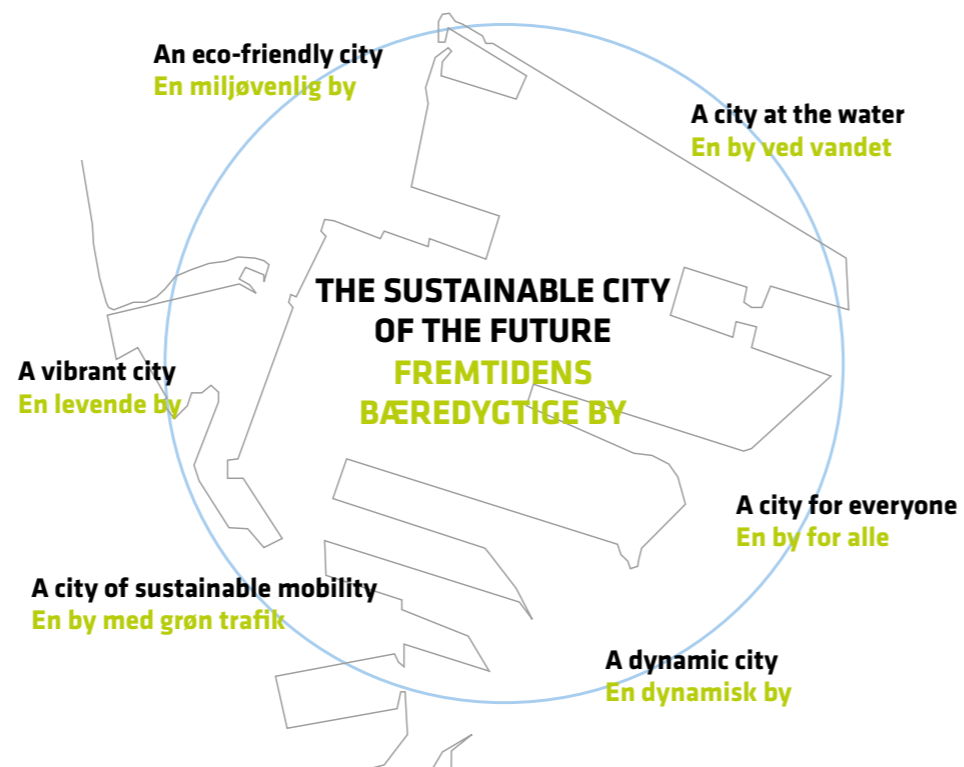 An eco-friendly city
En miljøvenlig by
A city at the water
En by ved vandet
THE SUSTAINABLE CITY
OF THE FUTURE
FREMTIDENS
BÆREDYGTIGE BY
A vibrant city
En levende by
A city for everyone
En by for alle
A city of sustainable mobility
En by med grøn trafik
A dynamic city
En dynamisk by